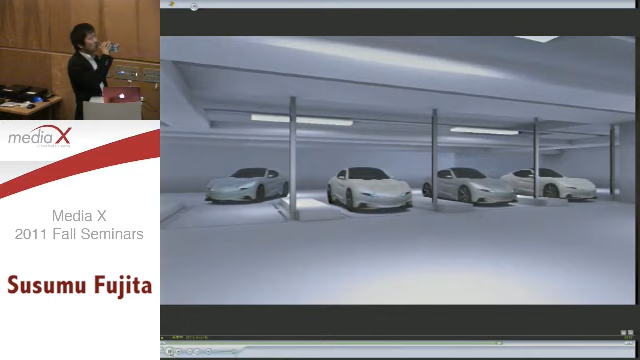 media X
Media X
2011 Fall Seminars
Susumu Fujita